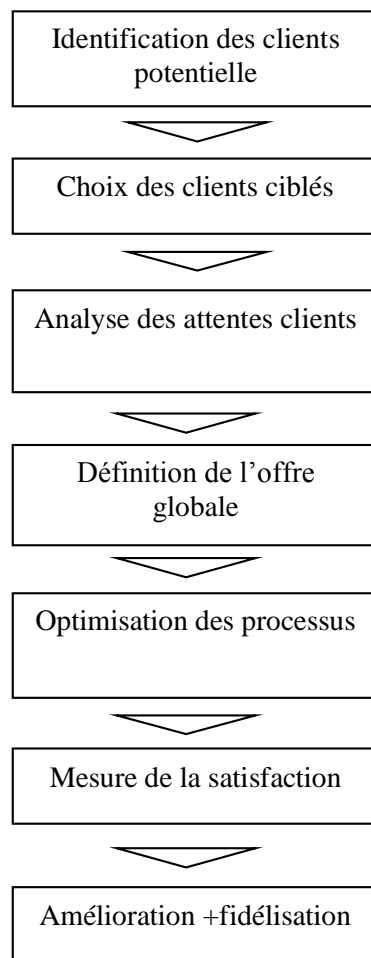 Identification des clients
potentielle
Choix des clients ciblés
Analyse des attentes clients
Définition de l’offre
globale
Optimisation des processus
Mesure de la satisfaction
Amélioration +fidélisation